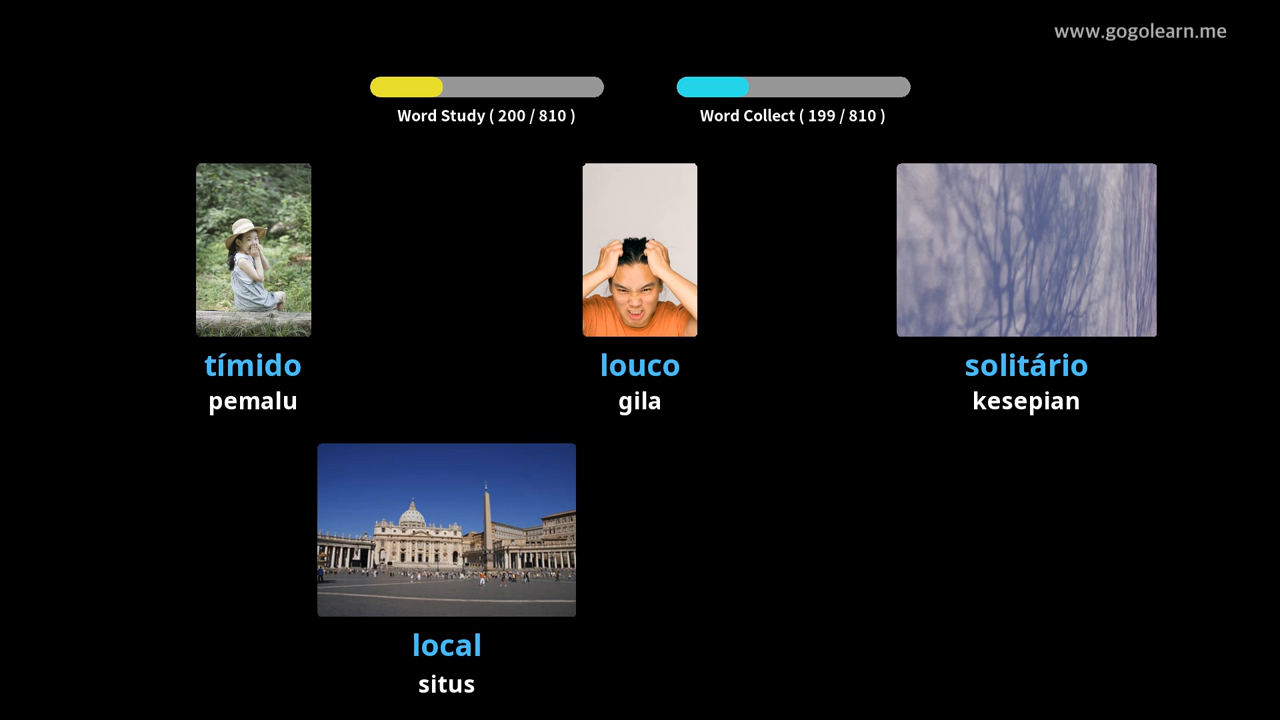 www.gogolearn.me
Word Study ( 200 / 810 )
Word Collect ( 199 / 810 )
tímido
pemalu
louco
gila
solitário
kesepian
local
situs